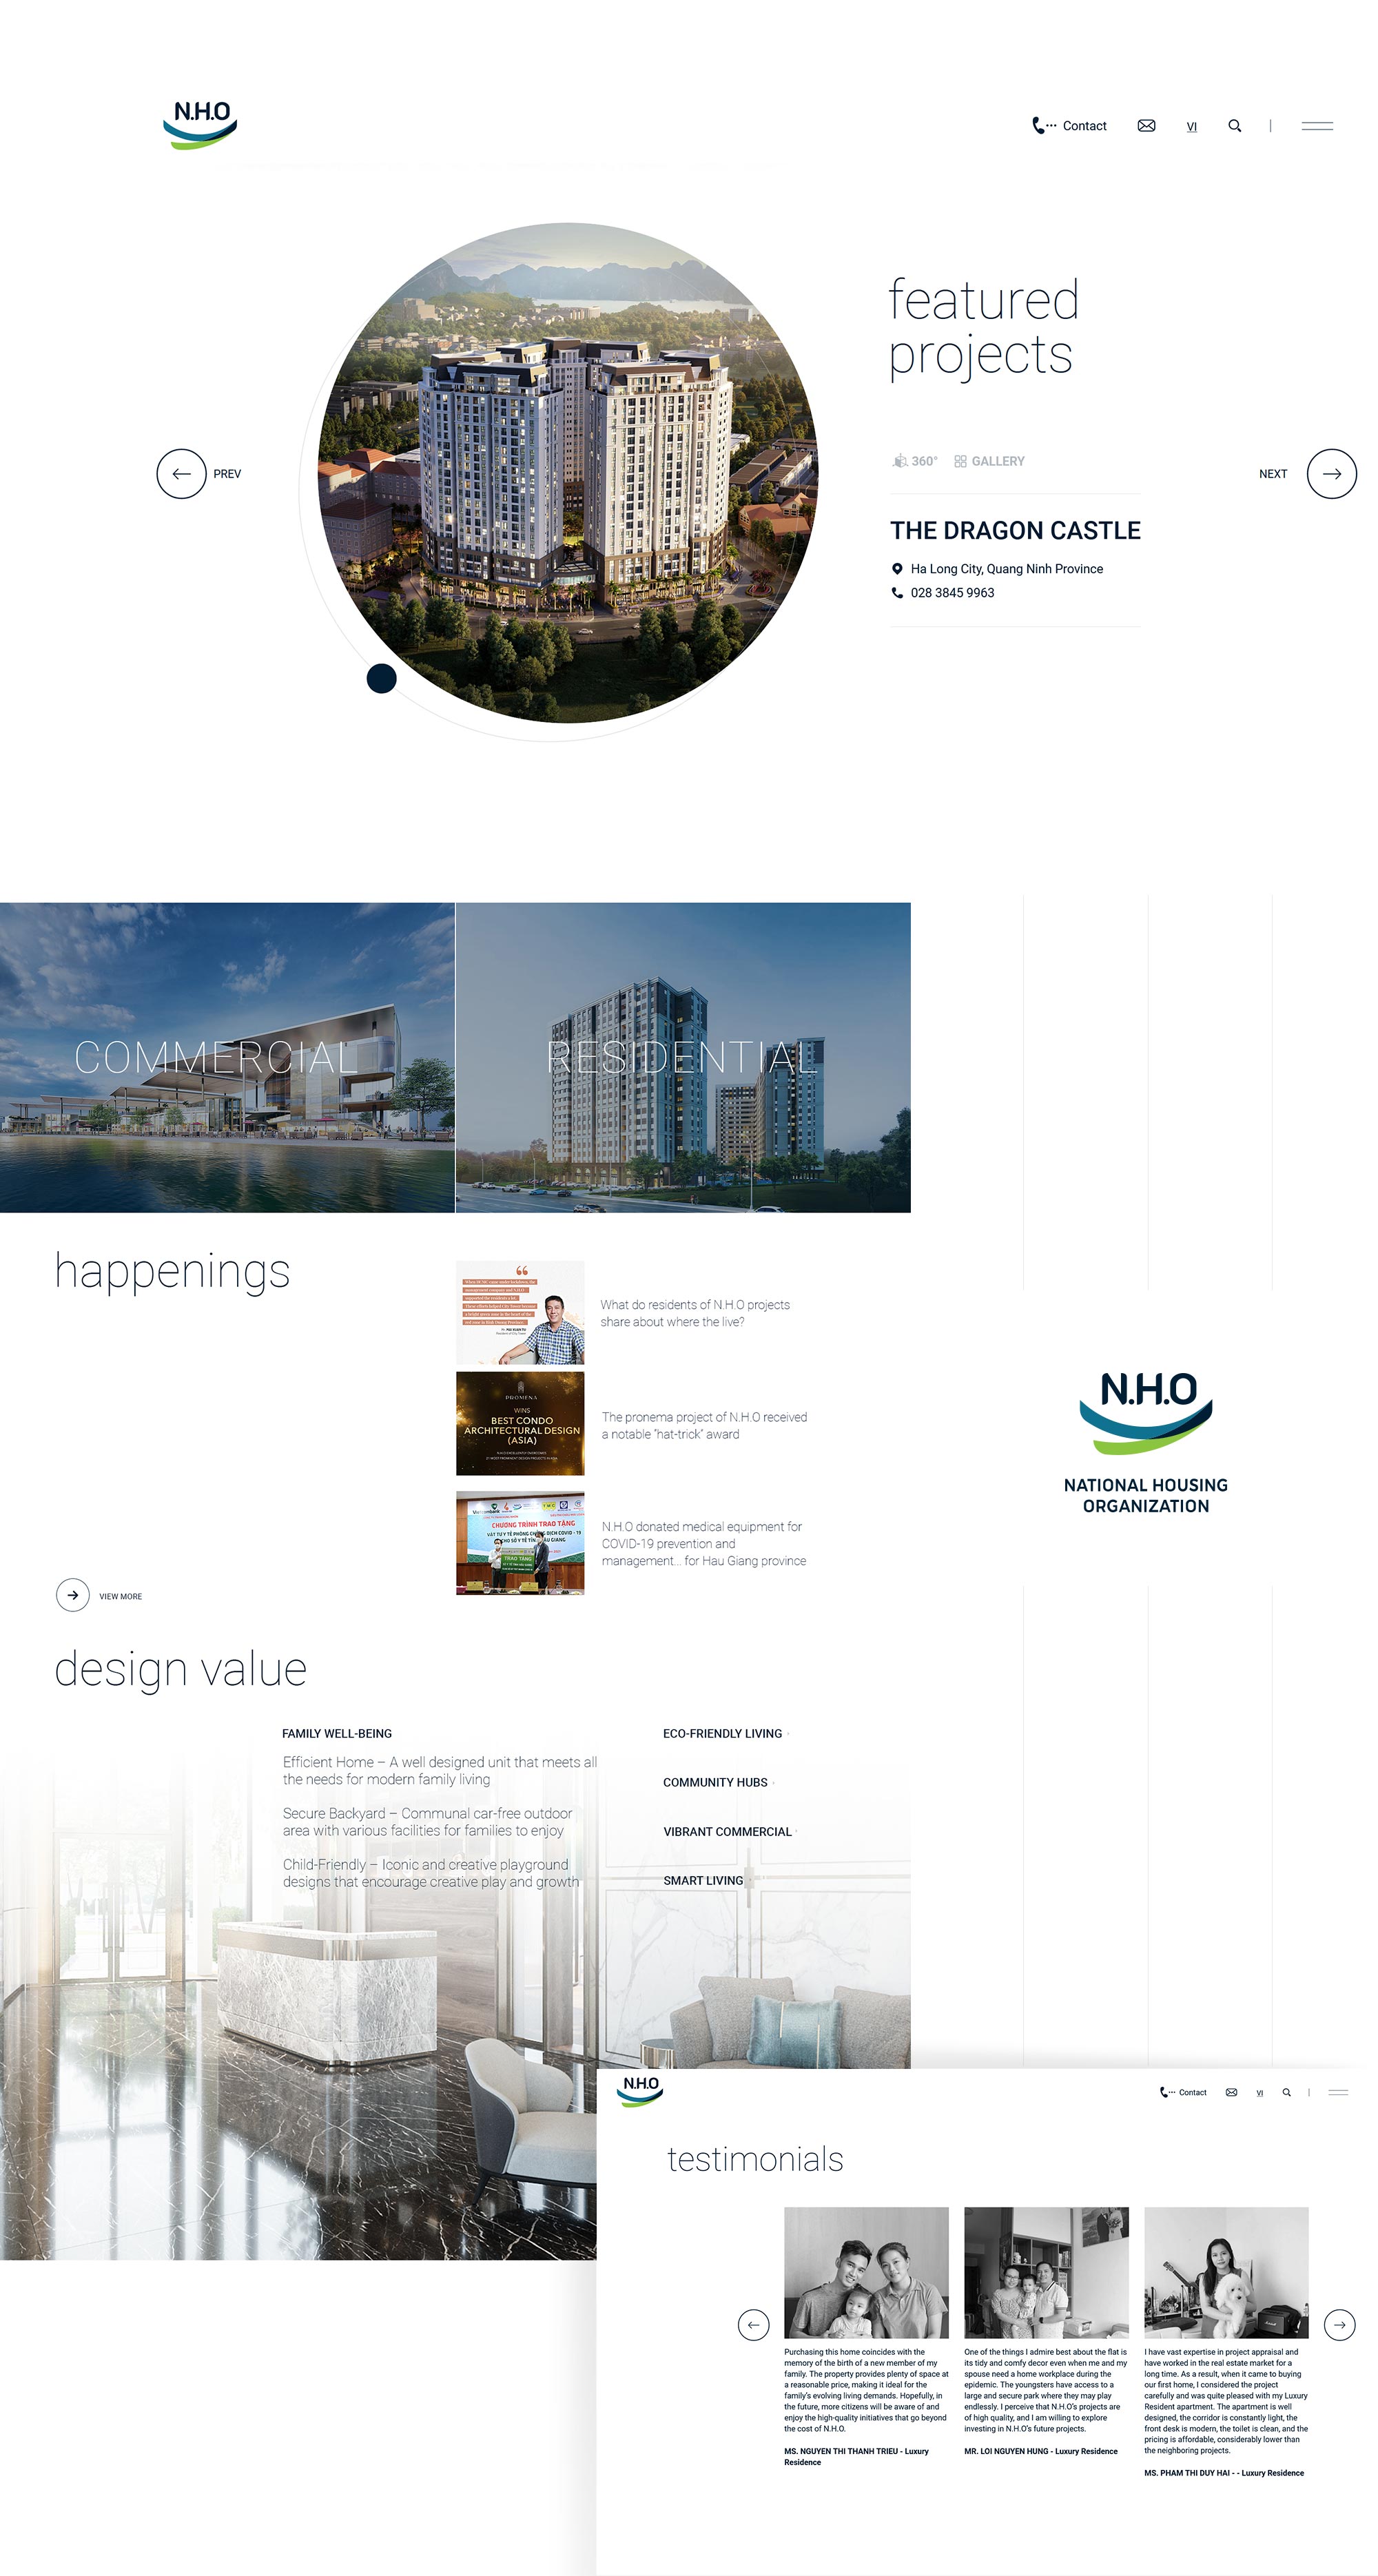 N.H.O
Contact
VI
featured
projects
PREV
360°
GALLERY
NEXT
THE DRAGON CASTLE
Ha Long City, Quang Ninh Province
028 3845 9963
COMMERCIAL
RESIDENTIAL
happenings
What do residents of N.H.O projects
share about where the live?
PROMENA
WINS
BEST CONDO
ARCHITECTURAL DESIGN
(ASIA)
The pronema project of N.H.O received
a notable "hat-trick" award
CHƯƠNG TRÌNH TRAO TẶNG
TRAO TẶNG
N.H.O donated medical equipment for
COVID-19 prevention and
management... for Hau Giang province
VIEW MORE
N.H.O
NATIONAL HOUSING
ORGANIZATION
design value
FAMILY WELL-BEING
Efficient Home – A well designed unit that meets all
the needs for modern family living
Secure Backyard – Communal car-free outdoor
area with various facilities for families to enjoy
Child-Friendly – Iconic and creative playground
designs that encourage creative play and growth
ECO-FRIENDLY LIVING
COMMUNITY HUBS
VIBRANT COMMERCIAL
SMART LIVING
N.H.O
Contact
VI
testimonials
Purchasing this home coincides with the
memory of the birth of a new member of my
family. The property provides plenty of space at
a reasonable price, making it ideal for the
family's evolving living demands. Hopefully, in
the future, more citizens will be aware of and
enjoy the high-quality initiatives that go beyond
the cost of N.H.O.
MS. NGUYEN THI THANH TRIEU - Luxury
Residence
One of the things I admire best about the flat is
its tidy and comfy decor even when me and my
spouse need a home workplace during the
epidemic. The youngsters have access to a
large and secure park where they may play
endlessly. I perceive that N.H.O's projects are
of high quality, and I am willing to explore
investing in N.H.O's future projects.
MR. LOI NGUYEN HUNG - Luxury Residence
I have vast expertise in project appraisal and
have worked in the real estate market for a
long time. As a result, when it came to buying
our first home, I considered the project
carefully and was quite pleased with my Luxury
Resident apartment. The apartment is well
designed, the corridor is constantly light, the
front desk is modern, the toilet is clean, and the
pricing is affordable, considerably lower than
the neighboring projects.
MS. PHAM THI DUY HAI - - Luxury Residence